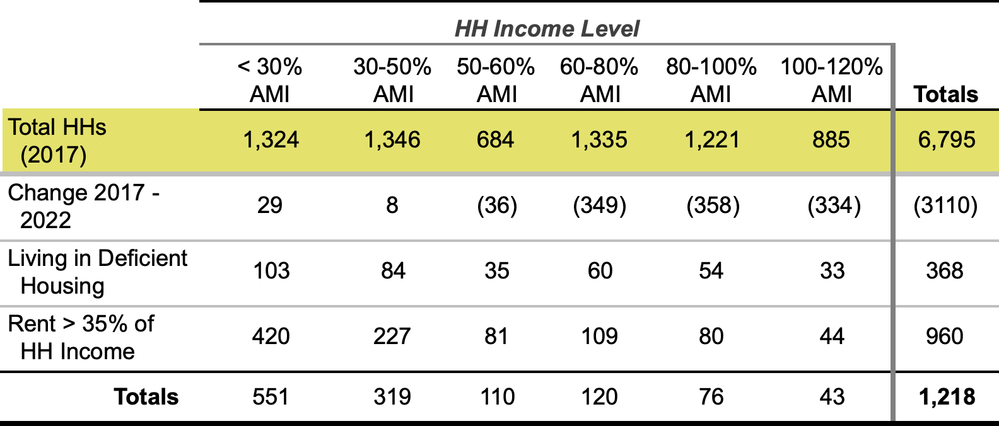 HH Income Level
< 30% AMI 30-50% AMI 50-60% AMI 60-80% AMI 80-100% AMI 100-120% AMI Totals
Total HHs (2017) 1,324 1,346 684 1,335 1,221 885 6,795
Change 2017 - 2022 29 8 (36) (349) (358) (334) (3110)
Living in Deficient Housing 103 84 35 60 54 33 368
Rent > 35% of HH Income 420 227 81 109 80 44 960
Totals 551 319 110 120 76 43 1,218